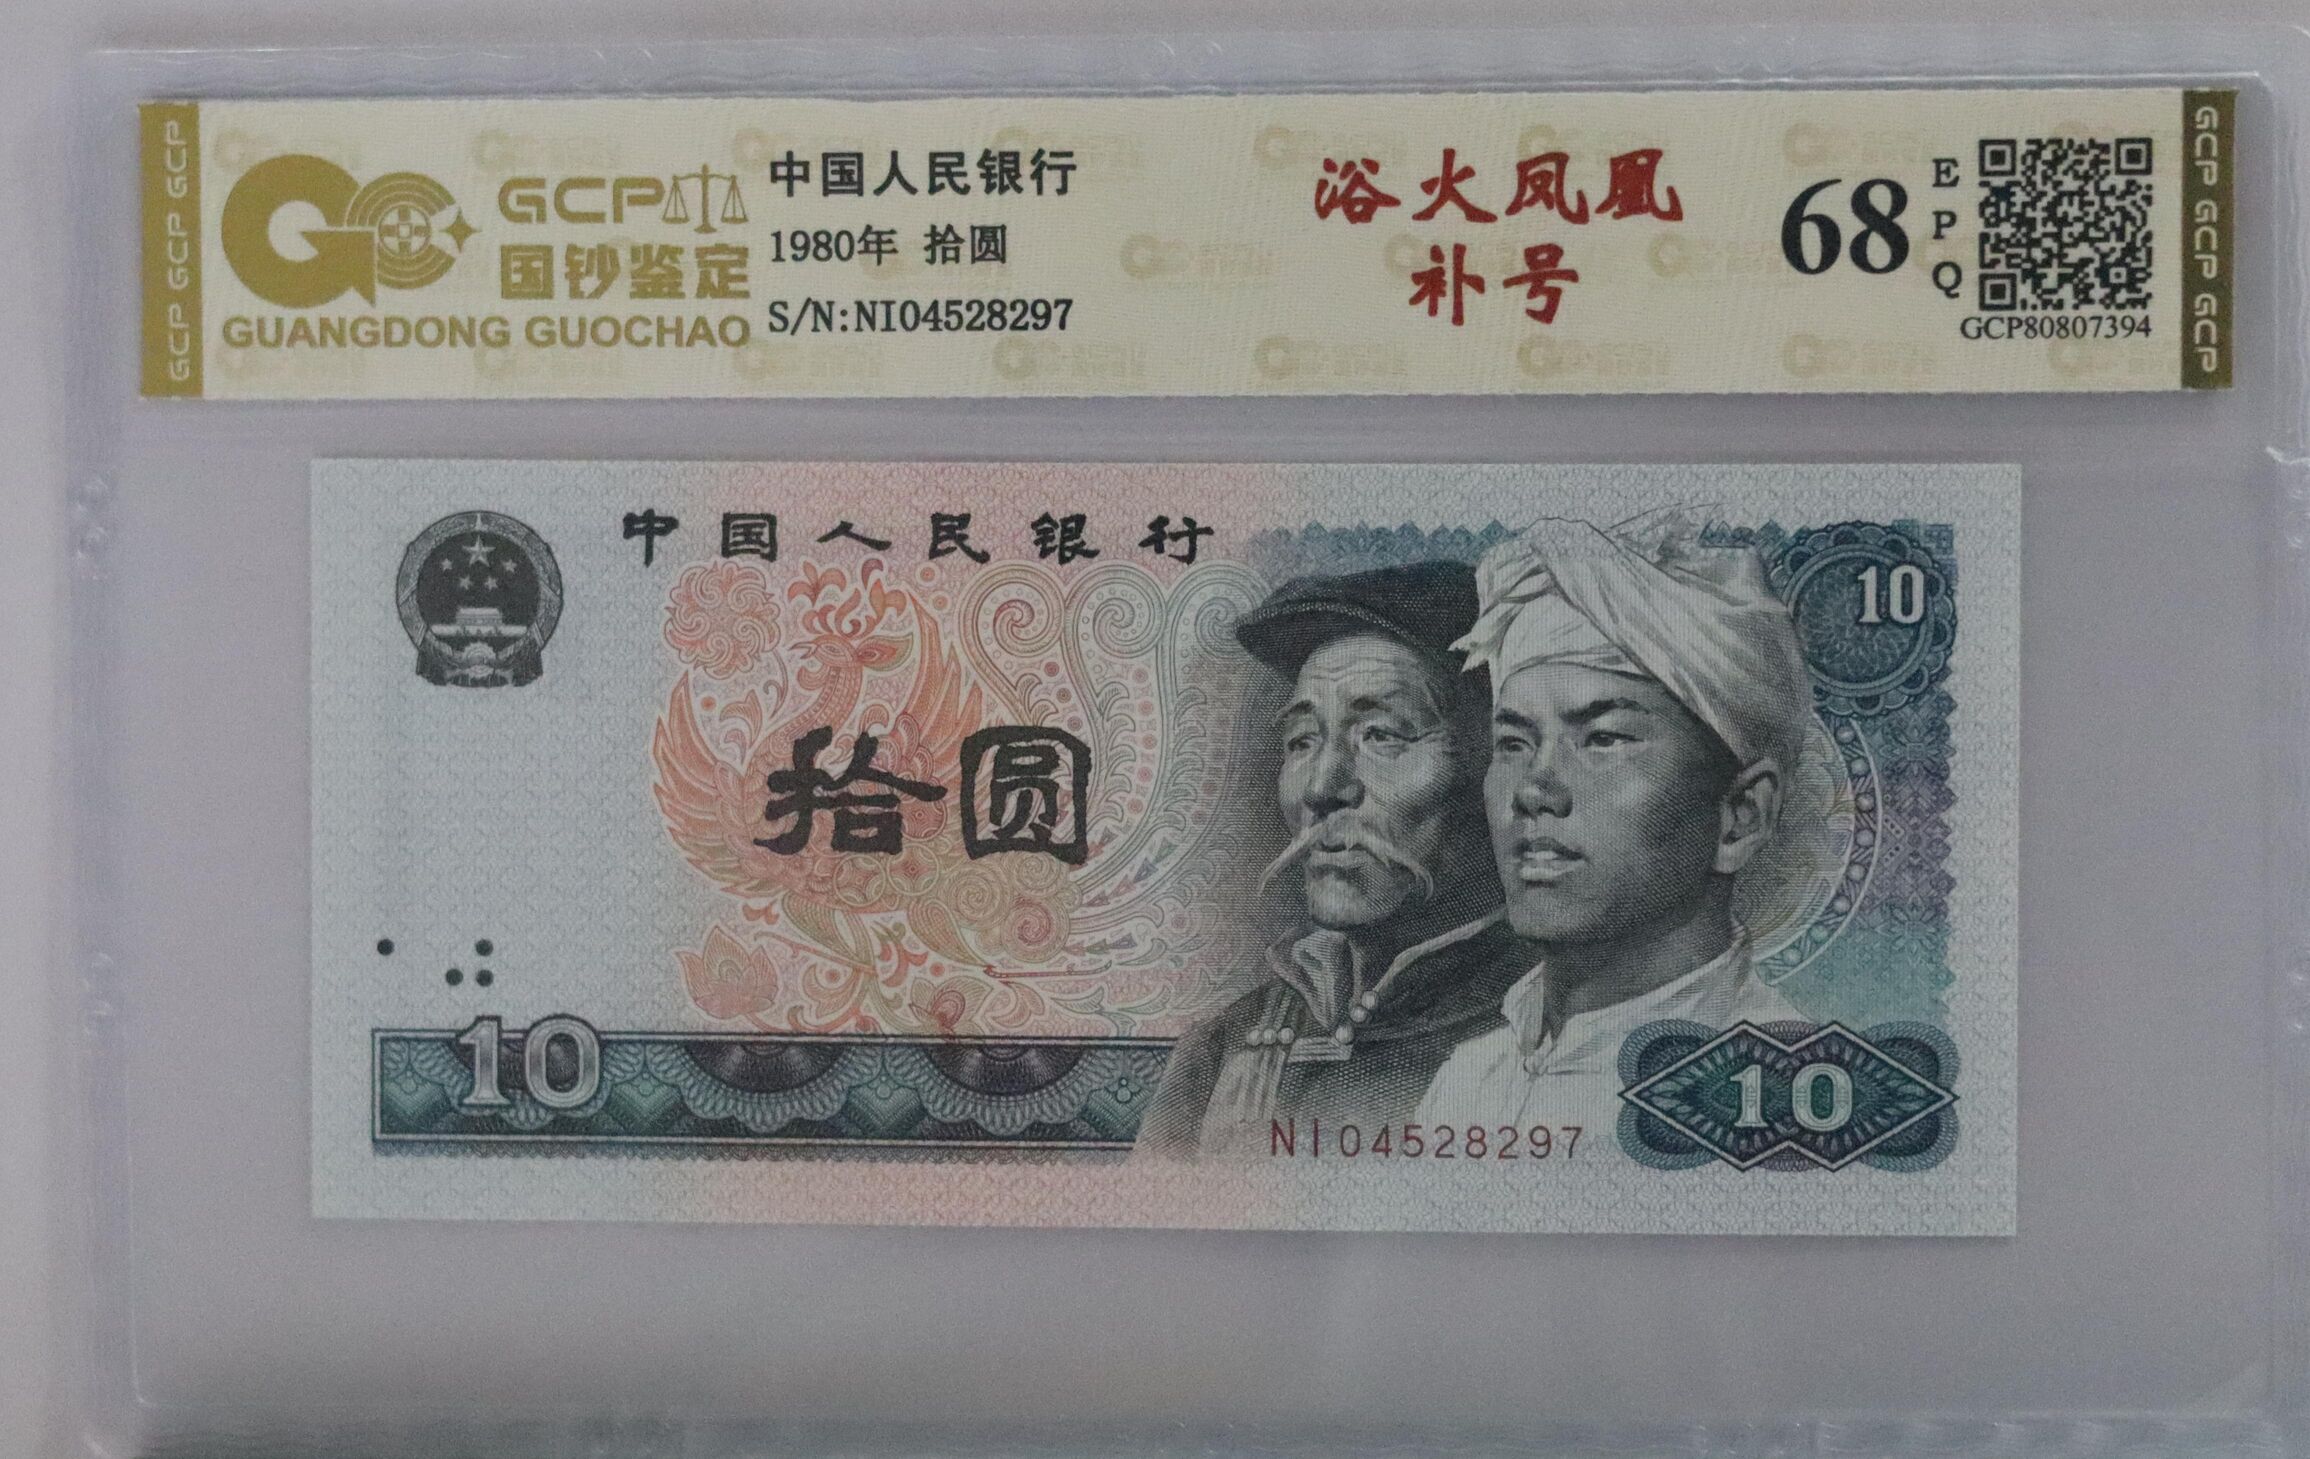 GCP GCP GCP
GCP
国钞鉴定
GUANGDONG GUOCHAO
中国人民银行
1980年 拾圆
S/N:NI04528297
浴火凤凰
补号
68
EPQ
GCP80807394
GCP GCP GCP
中国人民银行
10
拾圆
10
NI04528297
10